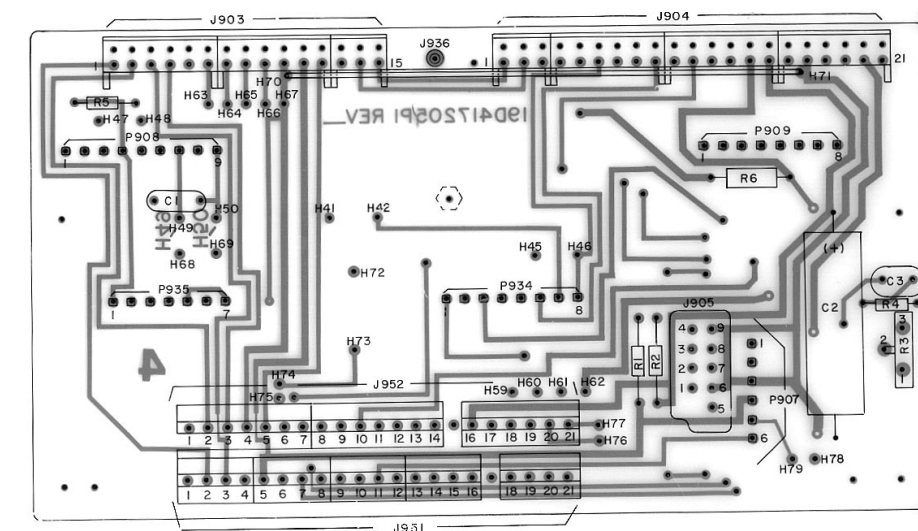 J903 J904
J936
1 15 1 21
H70 H71
H63 H65 H67
R5 H64 H66
H47 H48 19D417205/P1 REV_
P908 P909
1 9 1 8
R6
C1
H50 H41 H42
H49
H49 H50
(+)
H69 H45 H46
H68
H72 C3
P935 P934
1 7 1 8 J905 C2 R4
4 9 1 3
H73 3 8 R1 R2 2 R3
4 2 7 1
H74 J952 1 6
H75 H59 H60 H61 H62 P907
5
H77
1 2 3 4 5 6 7 8 9 10 11 12 13 14 16 17 18 19 20 21 H76 6
H79 H78
1 2 3 4 5 6 7 8 9 10 11 12 13 14 15 16 18 19 20 21
J951